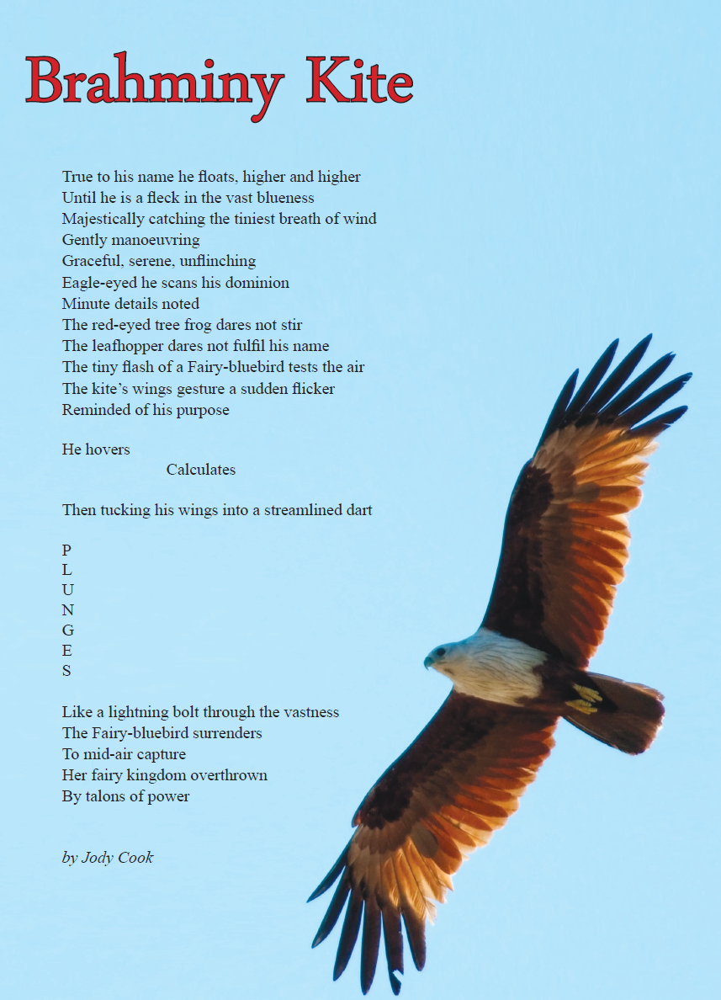 Brahminy Kite
True to his name he floats, higher and higher
Until he is a fleck in the vast blueness
Majestically catching the tiniest breath of wind
Gently manoeuvring
Graceful, serene, unflinching
Eagle-eyed he scans his dominion
Minute details noted
The red-eyed tree frog dares not stir
The leafhopper dares not fulfil his name
The tiny flash of a Fairy-bluebird tests the air
The kite’s wings gesture a sudden flicker
Reminded of his purpose
He hovers
Calculates
Then tucking his wings into a streamlined dart
P
L
U
N
G
E
S
Like a lightning bolt through the vastness
The Fairy-bluebird surrenders
To mid-air capture
Her fairy kingdom overthrown
By talons of power
by Jody Cook